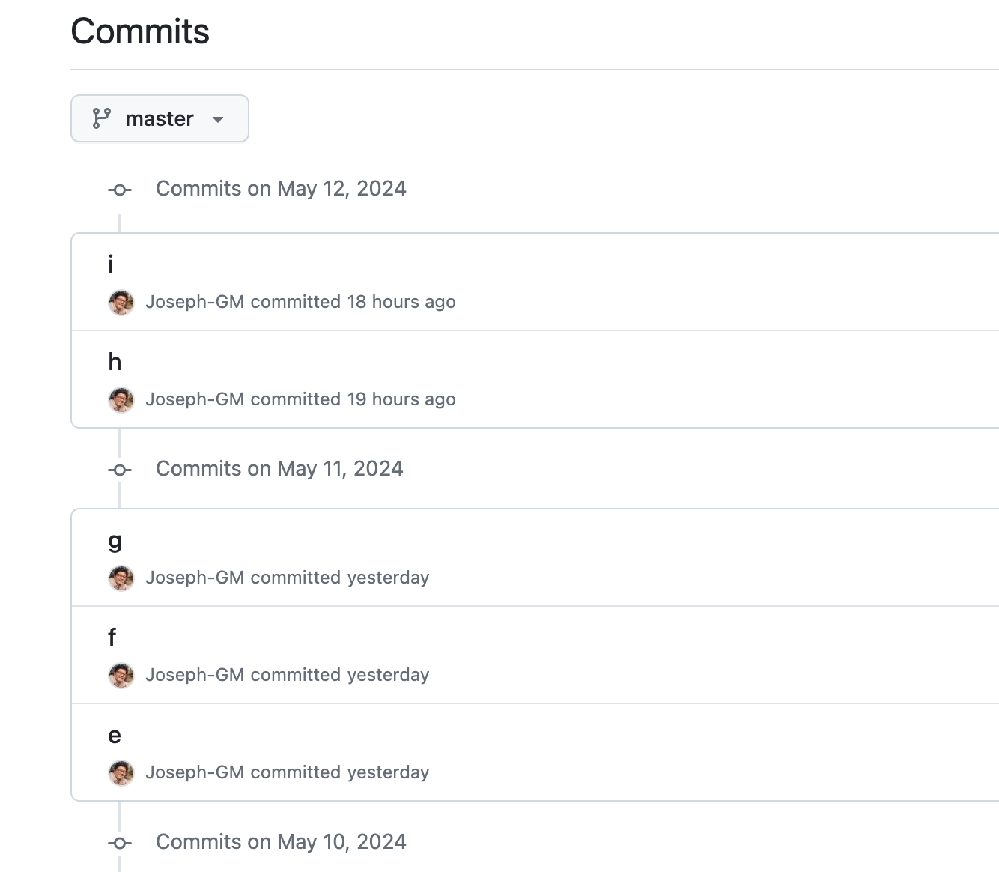 Commits
master
Commits on May 12, 2024
i
Joseph-GM committed 18 hours ago
h
Joseph-GM committed 19 hours ago
Commits on May 11, 2024
g
Joseph-GM committed yesterday
f
Joseph-GM committed yesterday
e
Joseph-GM committed yesterday
Commits on May 10, 2024